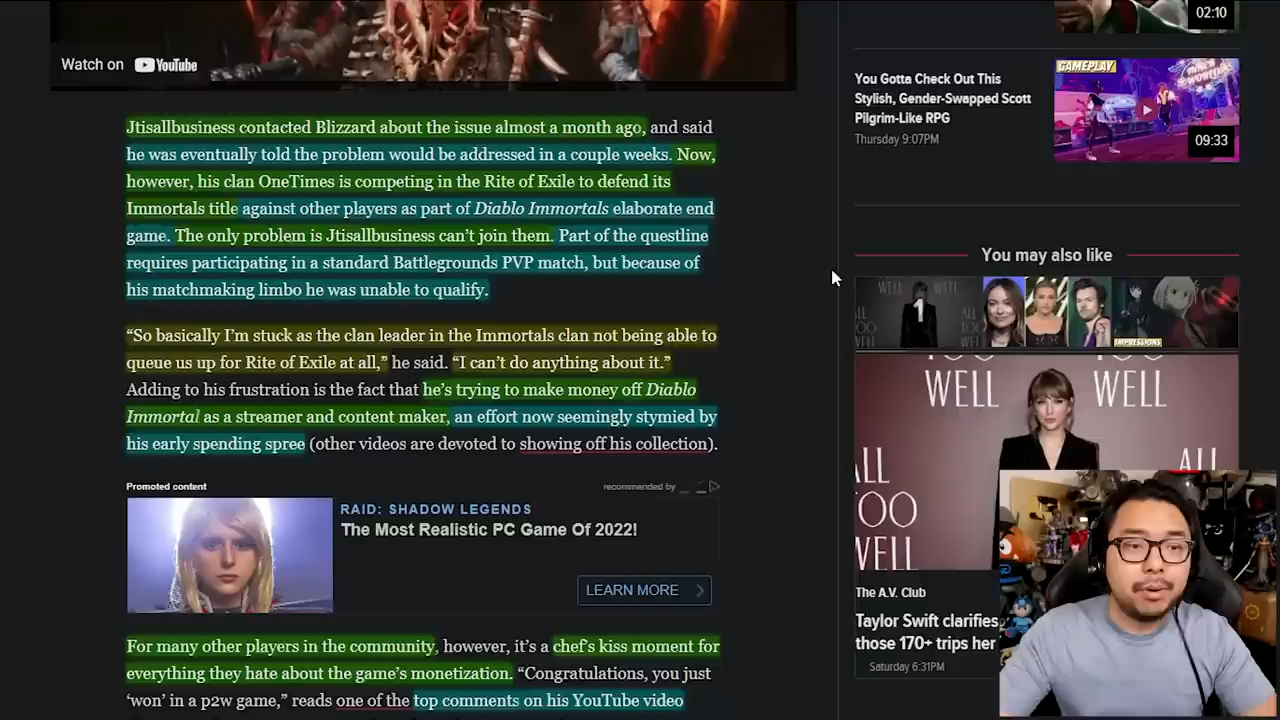 Watch on YouTube
Jtisallbusiness contacted Blizzard about the issue almost a month ago, and said
he was eventually told the problem would be addressed in a couple weeks. Now,
however, his clan OneTimes is competing in the Rite of Exile to defend its
Immortals title against other players as part of Diablo Immortals elaborate end
game. The only problem is Jtisallbusiness can't join them. Part of the questline
requires participating in a standard Battlegrounds PVP match, but because of
his matchmaking limbo he was unable to qualify.
“So basically I'm stuck as the clan leader in the Immortals clan not being able to
queue us up for Rite of Exile at all,” he said. “I can't do anything about it.”
Adding to his frustration is the fact that he's trying to make money off Diablo
Immortal as a streamer and content maker, an effort now seemingly stymied by
his early spending spree (other videos are devoted to showing off his collection).
Promoted content
recommended by
RAID: SHADOW LEGENDS
The Most Realistic PC Game Of 2022!
LEARN MORE
For many other players in the community, however, it's a chef's kiss moment for
everything they hate about the game's monetization. “Congratulations, you just
‘won’ in a p2w game,” reads one of the top comments on his YouTube video
02:10
You Gotta Check Out This
Stylish, Gender-Swapped Scott
Pilgrim-Like RPG
Thursday 9:07PM
GAMEPLAY
09:33
You may also like
WELL WELL
1
ALL ALL
TOO TOO
IMPRESSIONS
TOO TOO
WELL WELL
ALL ALL
TOO
WELL
The A.V. Club
Taylor Swift clarifies
those 170+ trips her
Saturday 6:31PM